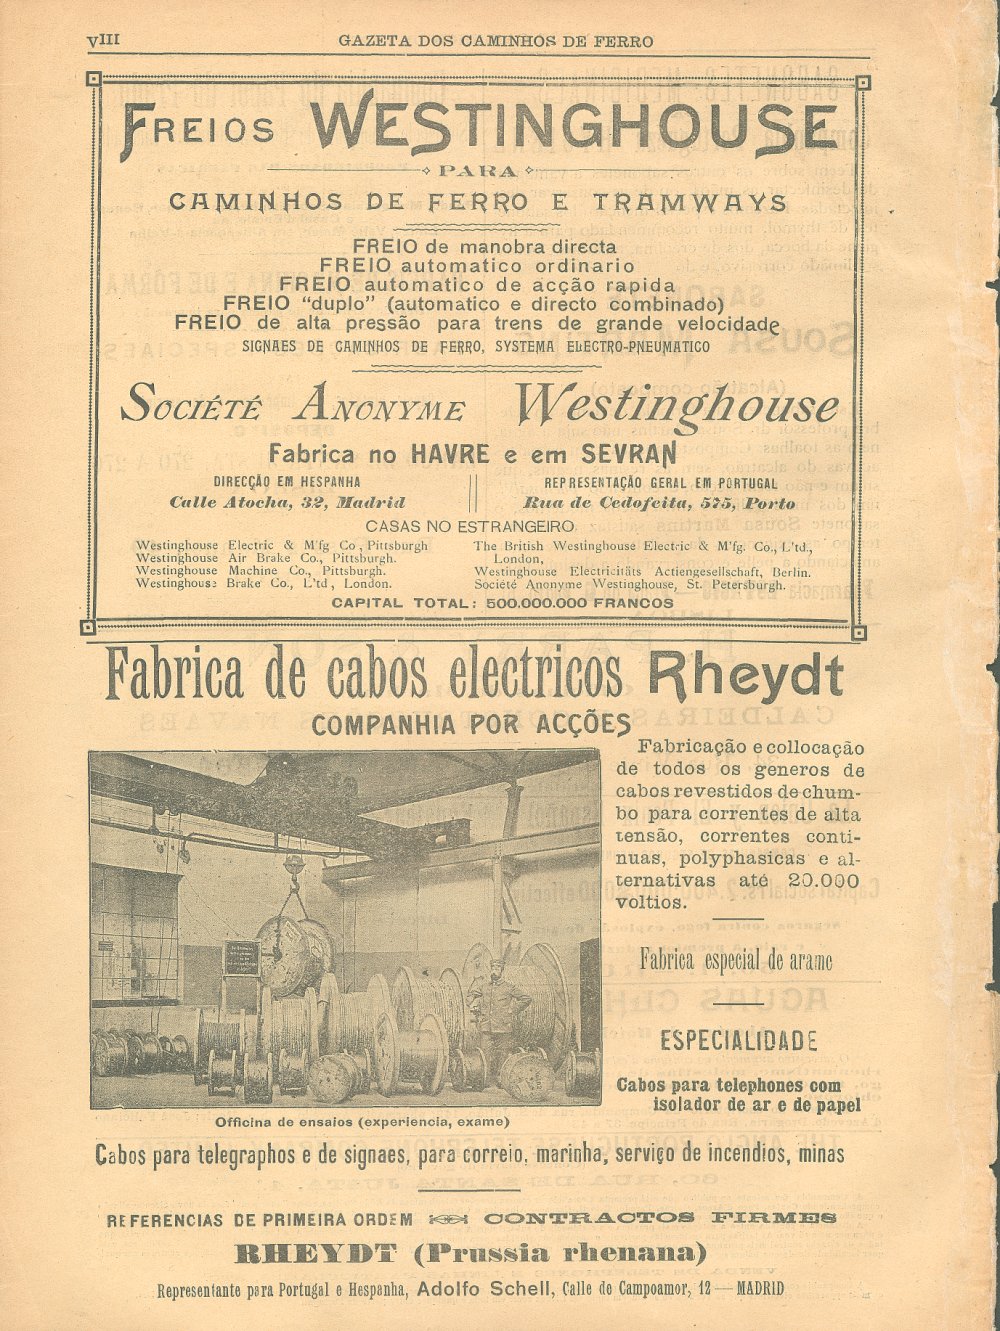 VIII
GAZETA DOS CAMINHOS DE FERRO
FREIOS WESTINGHOUSE
PARA
CAMINHOS DE FERRO E TRAMWAYS
FREIO de manobra directa
FREIO automatico ordinario
FREIO automatico de acção rapida
FREIO "duplo" (automatico e directo combinado)
FREIO de alta pressão para trens de grande velocidade
SIGNAES DE CAMINHOS DE FERRO, SYSTEMA ELECTRO-PNEUMATICO
SOCIÉTÉ ANONYME Westinghouse
Fabrica no HAVRE e em SEVRAN
DIRECÇÃO EM HESPANHA
Calle Atocha, 32, Madrid
REPRESENTAÇÃO GERAL EM PORTUGAL
Rua de Cedofeita, 575, Porto
CASAS NO ESTRANGEIRO
Westinghouse Electric & M'fg Co, Pittsburgh
Westinghouse Air Brake Co., Pittsburgh.
Westinghouse Machine Co., Pittsburgh.
Westinghouse Brake Co., L'td, London.
The British Westinghouse Electric & M'fg. Co., L'td.,
London,
Westinghouse Electricitäts Actiengesellschaft, Berlin.
Société Anonyme Westinghouse, St. Petersburgh.
CAPITAL TOTAL: 500.000.000 FRANCOS
Fabrica de cabos electricos Rheydt
COMPANHIA POR ACÇÕES
Fabricação e collocação
de todos os generos de
cabos revestidos de chum-
bo para correntes de alta
tensão, correntes conti-
nuas, polyphasicas e al-
ternativas até 20.000
voltios.
Fabrica especial de arame
ESPECIALIDADE
Cabos para telephones com
isolador de ar e de papel
Officina de ensaios (experiencia, exame)
Cabos para telegraphos e de signaes, para correio, marinha, serviço de incendios, minas
REFERENCIAS DE PRIMEIRA ORDEM CONTRACTOS FIRMES
RHEYDT (Prussia rhenana)
Representante para Portugal e Hespanha, Adolfo Schell, Calle de Campoamor, 12 — MADRID